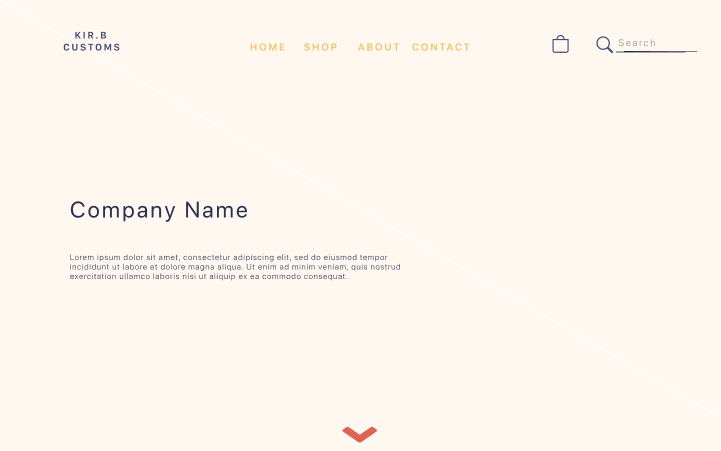 KIR.B
CUSTOMS
HOME SHOP ABOUT CONTACT
Search
Company Name
Lorem ipsum dolor sit amet, consectetur adipiscing elit, sed do eiusmod tempor
incididunt ut labore et dolore magna aliqua. Ut enim ad minim veniam, quis nostrud
exercitation ullamco laboris nisi ut aliquip ex ea commodo consequat.